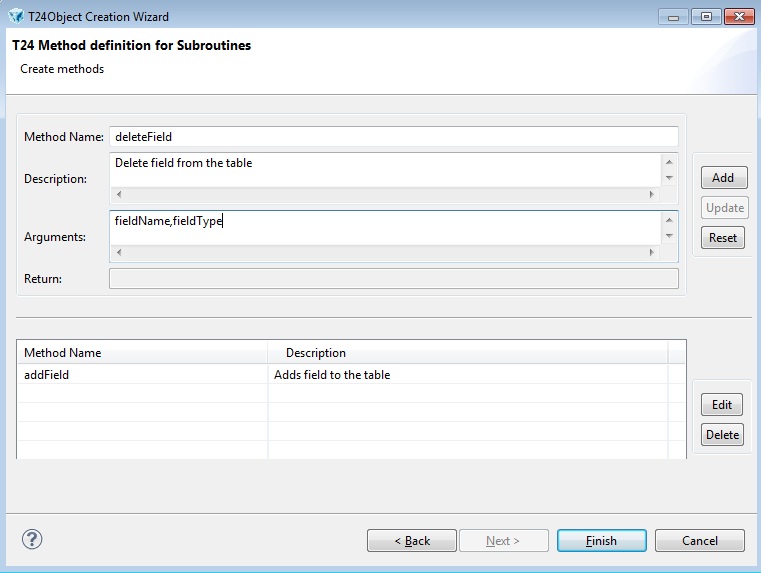 T24Object Creation Wizard
T24 Method definition for Subroutines
Create methods
Method Name: deleteField
Description: Delete field from the table
Arguments: fieldName,fieldType
Return:
Add
Update
Reset
Method Name Description
addField Adds field to the table
Edit
Delete
? < Back Next > Finish Cancel